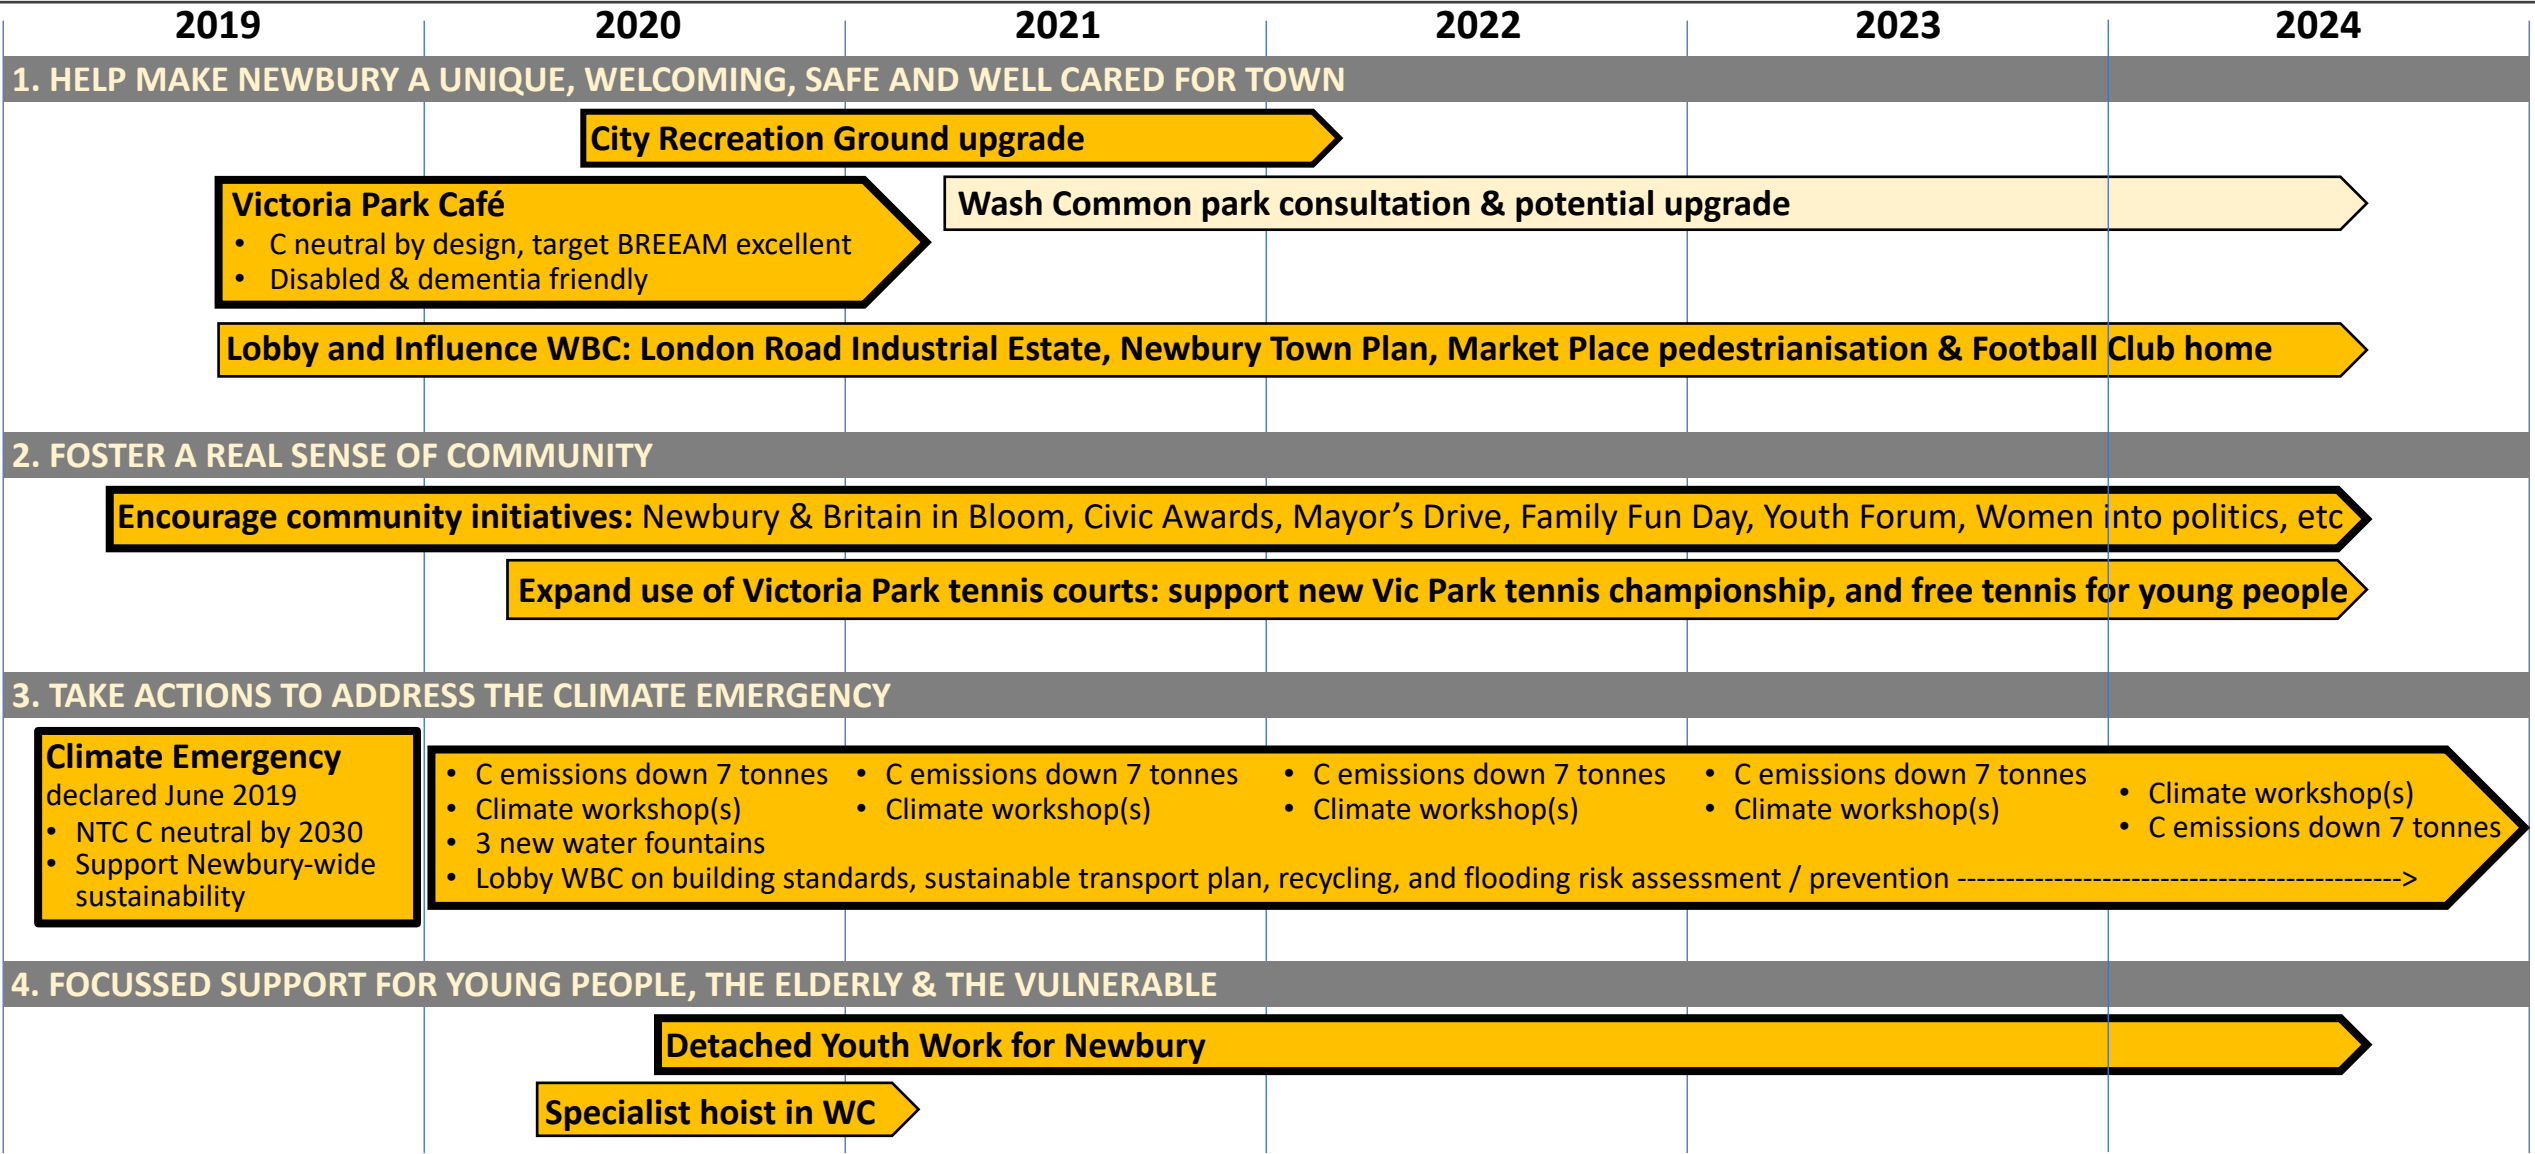 2019 2020 2021 2022 2023 2024
1. HELP MAKE NEWBURY A UNIQUE, WELCOMING, SAFE AND WELL CARED FOR TOWN
City Recreation Ground upgrade
Victoria Park Café
• C neutral by design, target BREEAM excellent
• Disabled & dementia friendly
Wash Common park consultation & potential upgrade
Lobby and Influence WBC: London Road Industrial Estate, Newbury Town Plan, Market Place pedestrianisation & Football Club home
2. FOSTER A REAL SENSE OF COMMUNITY
Encourage community initiatives: Newbury & Britain in Bloom, Civic Awards, Mayor’s Drive, Family Fun Day, Youth Forum, Women into politics, etc
Expand use of Victoria Park tennis courts: support new Vic Park tennis championship, and free tennis for young people
3. TAKE ACTIONS TO ADDRESS THE CLIMATE EMERGENCY
Climate Emergency
declared June 2019
• NTC C neutral by 2030
• Support Newbury-wide
sustainability
• C emissions down 7 tonnes
• Climate workshop(s)
• 3 new water fountains
• C emissions down 7 tonnes
• Climate workshop(s)
• C emissions down 7 tonnes
• Climate workshop(s)
• C emissions down 7 tonnes
• Climate workshop(s)
• Climate workshop(s)
• C emissions down 7 tonnes
• Lobby WBC on building standards, sustainable transport plan, recycling, and flooding risk assessment / prevention ---------------------------------------------->
4. FOCUSSED SUPPORT FOR YOUNG PEOPLE, THE ELDERLY & THE VULNERABLE
Detached Youth Work for Newbury
Specialist hoist in WC